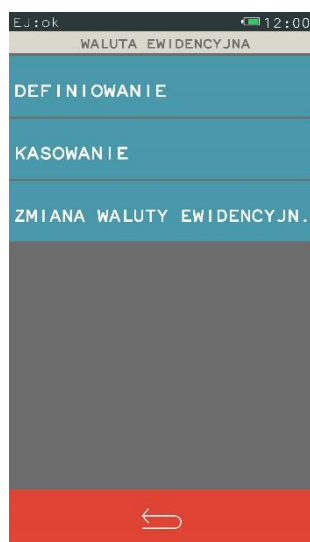 EJ:ok 12:00
WALUTA EWIDENCYJNA
DEFINIOWANIE
KASOWANIE
ZMIANA WALUTY EWIDENCYJN.